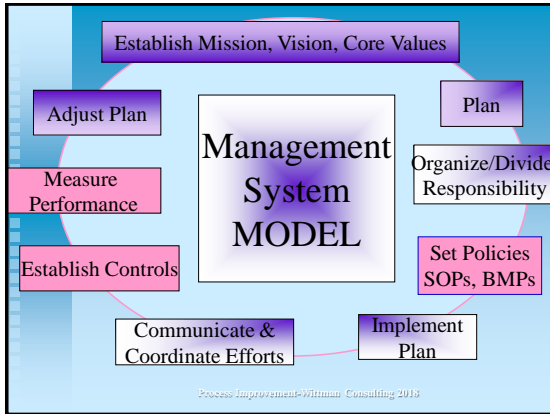 Establish Mission, Vision, Core Values
Plan
Organize/Divide
Responsibility
Set Policies
SOPs, BMPs
Implement
Plan
Communicate &
Coordinate Efforts
Establish Controls
Measure
Performance
Adjust Plan
Management
System
MODEL
Process Improvement-Wittman Consulting 2018